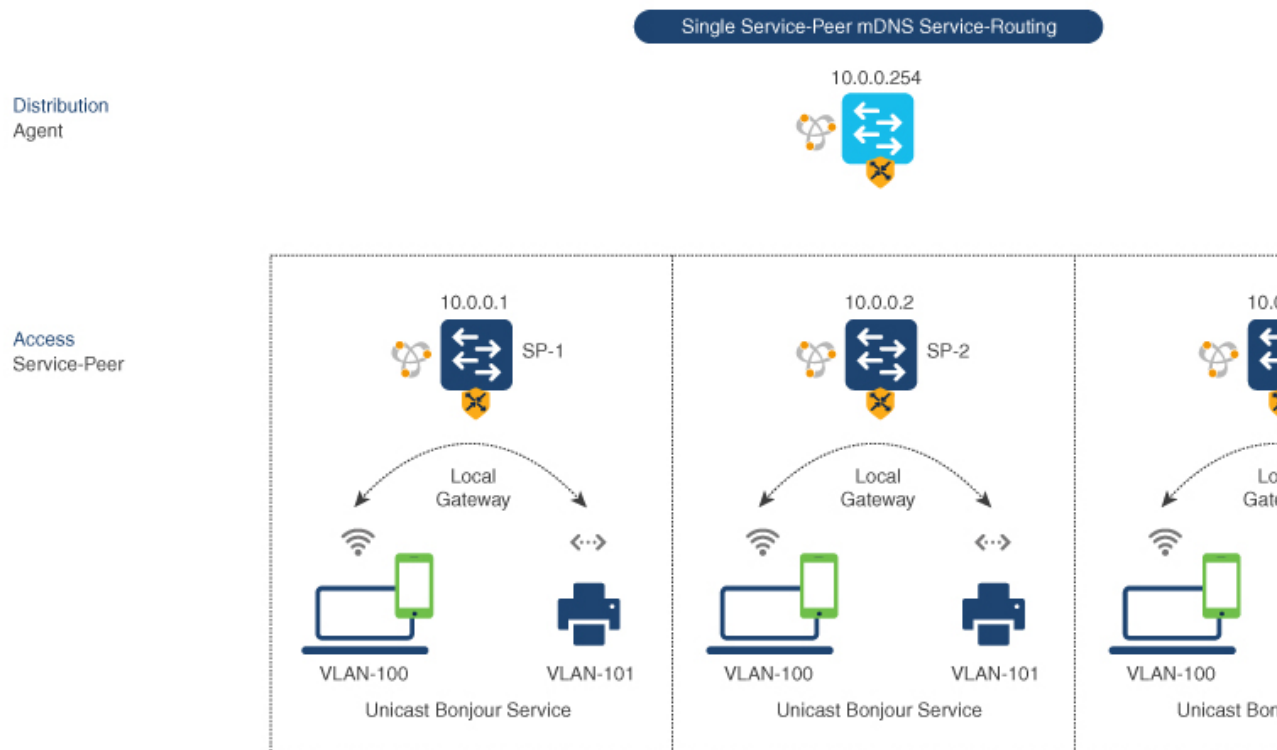 Single Service-Peer mDNS Service-Routing
10.0.0.254
Distribution
Agent
10.0.0.1
10.0.0.2
Access
Service-Peer
SP-1
SP-2
Local
Gateway
Local
Gateway
VLAN-100
VLAN-101
VLAN-100
VLAN-101
VLAN-100
Unicast Bonjour Service
Unicast Bonjour Service
Unicast